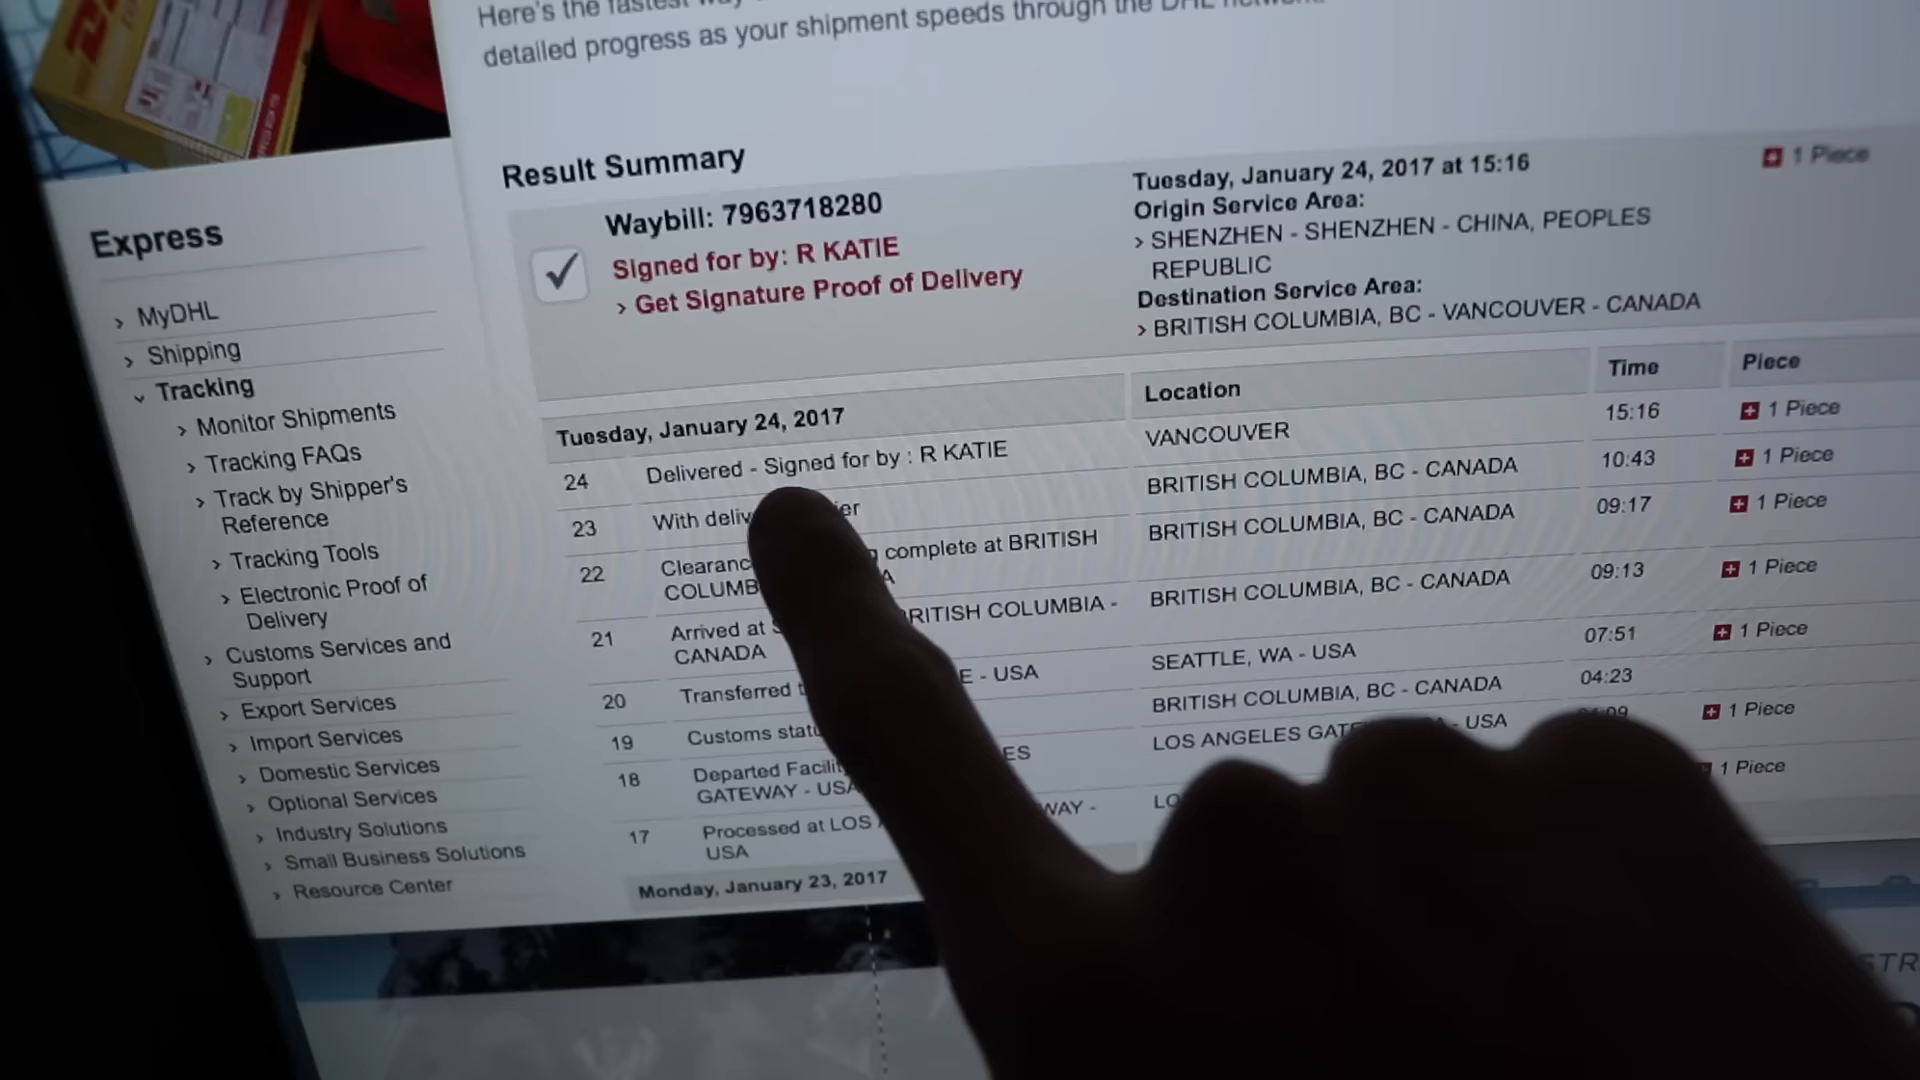 Here's the fastest way
detailed progress as your shipment speeds through the DHL network.
Result Summary
Waybill: 7963718280
Signed for by: R KATIE
› Get Signature Proof of Delivery
Tuesday, January 24, 2017 at 15:16
Origin Service Area:
› SHENZHEN - SHENZHEN - CHINA, PEOPLES
REPUBLIC
Destination Service Area:
› BRITISH COLUMBIA, BC - VANCOUVER - CANADA
1 Piece
Express
› MyDHL
› Shipping
Tracking
› Monitor Shipments
› Tracking FAQs
› Track by Shipper's
Reference
› Tracking Tools
› Electronic Proof of
Delivery
› Customs Services and
Support
› Export Services
› Import Services
› Domestic Services
› Optional Services
› Industry Solutions
› Small Business Solutions
› Resource Center
Tuesday, January 24, 2017 Location Time Piece
24 Delivered - Signed for by : R KATIE VANCOUVER 15:16 1 Piece
23 With BRITISH COLUMBIA, BC - CANADA 10:43 1 Piece
22 complete at BRITISH BRITISH COLUMBIA, BC - CANADA 09:17 1 Piece
21 Arrived at BRITISH COLUMBIA -
CANADA BRITISH COLUMBIA, BC - CANADA 09:13 1 Piece
20 Transferred - USA SEATTLE, WA - USA 07:51 1 Piece
19 Customs BRITISH COLUMBIA, BC - CANADA 04:23
18 Departed
GATEWAY - USA LOS ANGELES - USA 1 Piece
17 Processed at LOS
USA 1 Piece
Monday, January 23, 2017